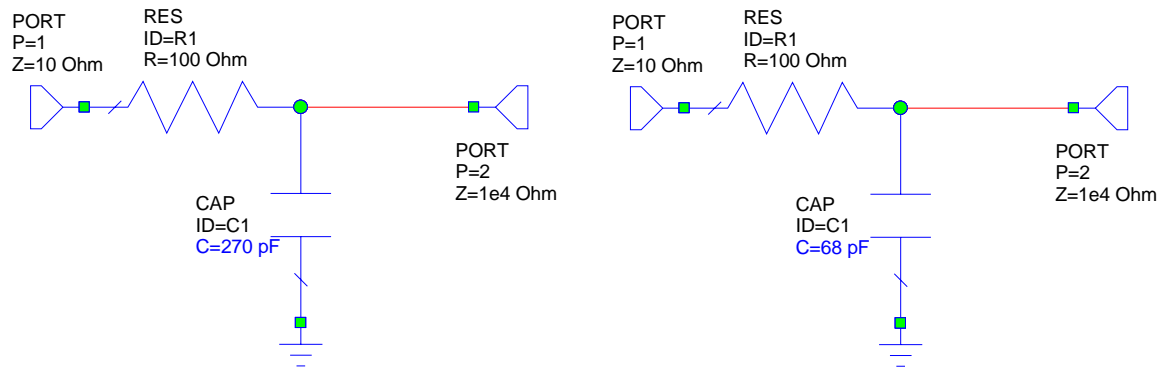 PORT
P=1
Z=10 Ohm
RES
ID=R1
R=100 Ohm
PORT
P=2
Z=1e4 Ohm
CAP
ID=C1
C=270 pF
PORT
P=1
Z=10 Ohm
RES
ID=R1
R=100 Ohm
PORT
P=2
Z=1e4 Ohm
CAP
ID=C1
C=68 pF